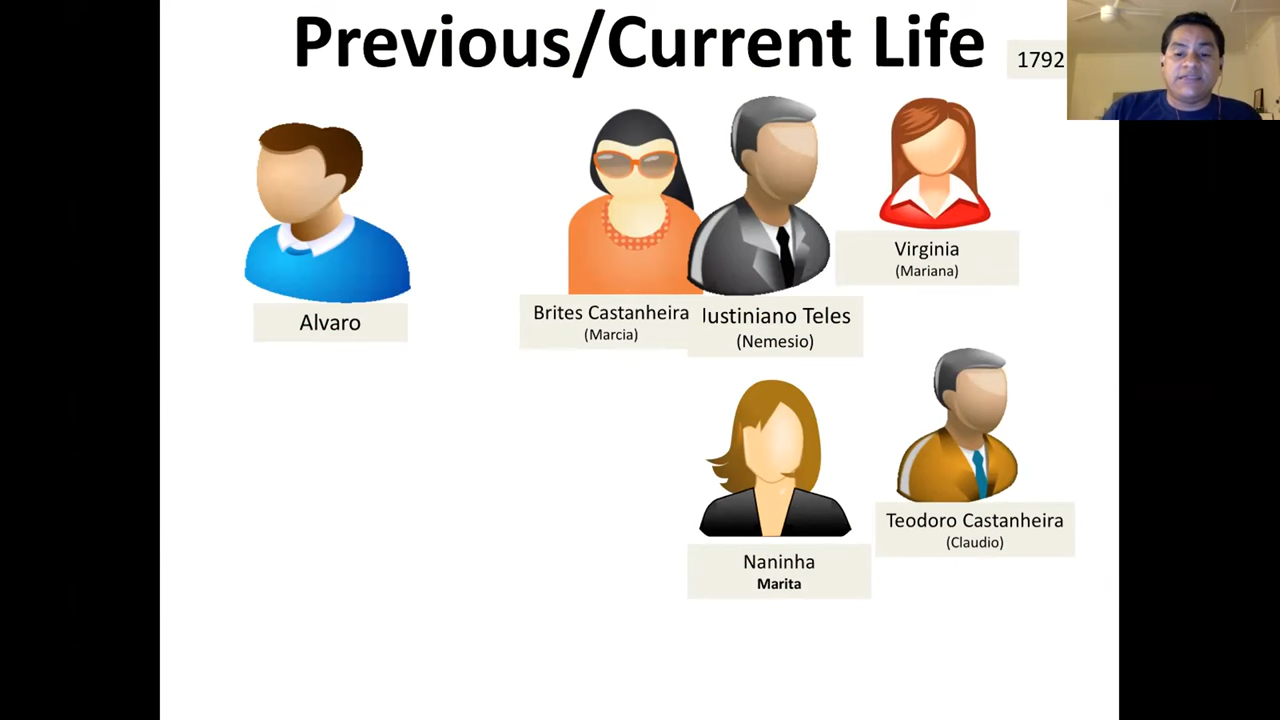 Previous/Current Life
1792
Virginia
(Mariana)
Brites Castanheira
(Marcia)
Iustiniano Teles
(Nemesio)
Alvaro
Teodoro Castanheira
(Claudio)
Naninha
Marita